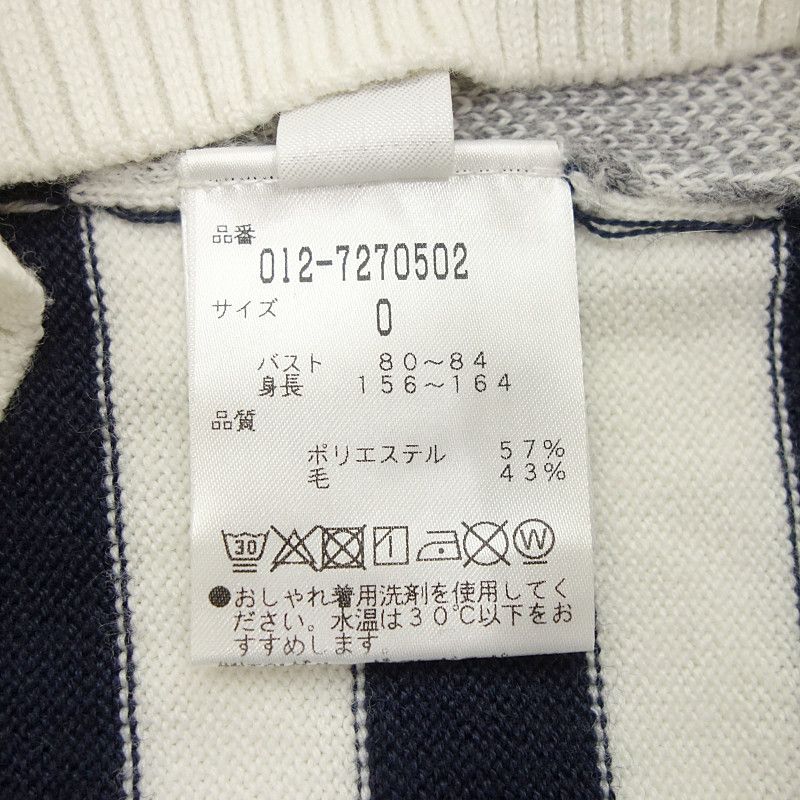 品番
012-7270502
サイズ
0
バスト 80～84
身長 156～164
品質
ポリエステル 57%
毛 43%
30 1 W
●おしゃれ着用洗剤を使用してく
ださい。水温は30℃以下をお
すすめします。